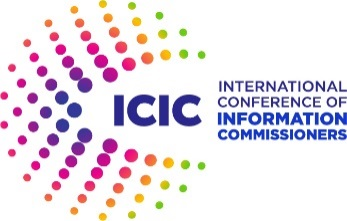 ICIC
INTERNATIONAL
CONFERENCE OF
INFORMATION
COMMISSIONERS